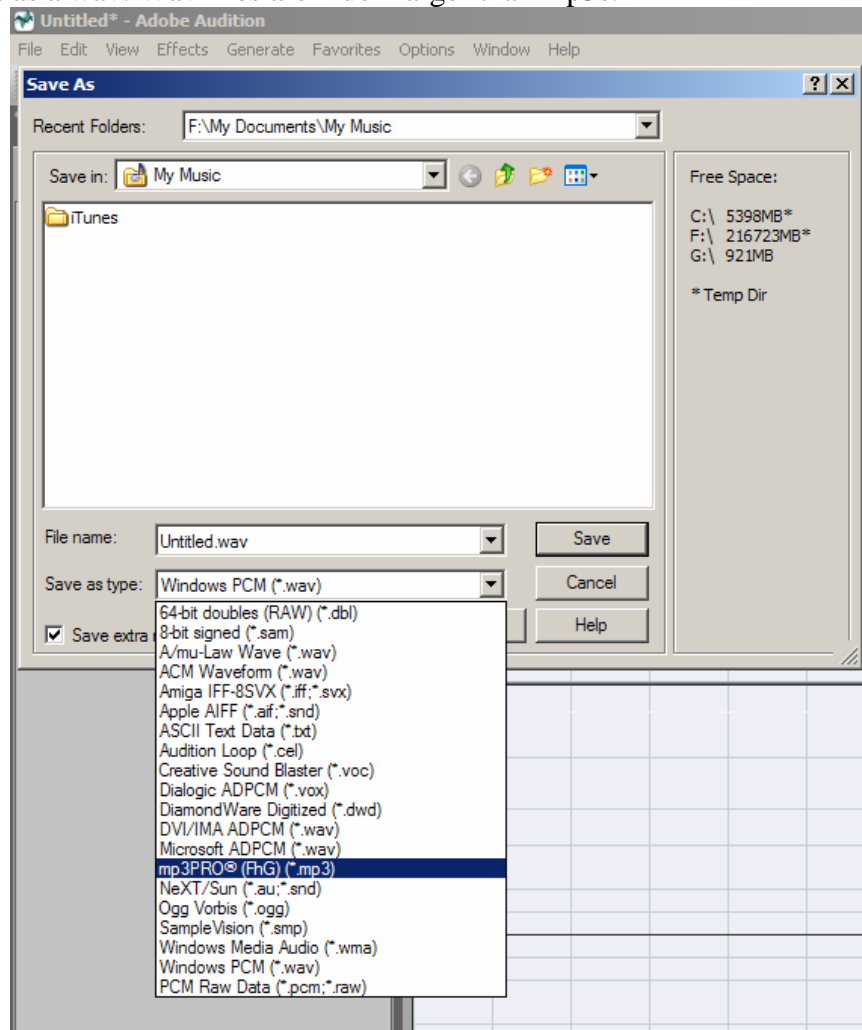 Untitled* - Adobe Audition
File Edit View Effects Generate Favorites Options Window Help
Save As
Recent Folders: F:\My Documents\My Music
Save in: My Music
Free Space:
iTunes
C:\ 5398MB*
F:\ 216723MB*
G:\ 921MB
* Temp Dir
File name: Untitled.wav Save
Save as type: Windows PCM (*.wav) Cancel
Save extra Help
64-bit doubles (RAW) (*.dbl)
8-bit signed (*.sam)
A/mu-Law Wave (*.wav)
ACM Waveform (*.wav)
Amiga IFF-8SVX (*.iff;*.svx)
Apple AIFF (*.aif;*.snd)
ASCII Text Data (*.txt)
Audition Loop (*.cel)
Creative Sound Blaster (*.voc)
Dialogic ADPCM (*.vox)
DiamondWare Digitized (*.dwd)
DVI/IMA ADPCM (*.wav)
Microsoft ADPCM (*.wav)
mp3PRO® (FhG) (*.mp3)
NeXT/Sun (*.au;*.snd)
Ogg Vorbis (*.ogg)
SampleVision (*.smp)
Windows Media Audio (*.wma)
Windows PCM (*.wav)
PCM Raw Data (*.pcm;*.raw)